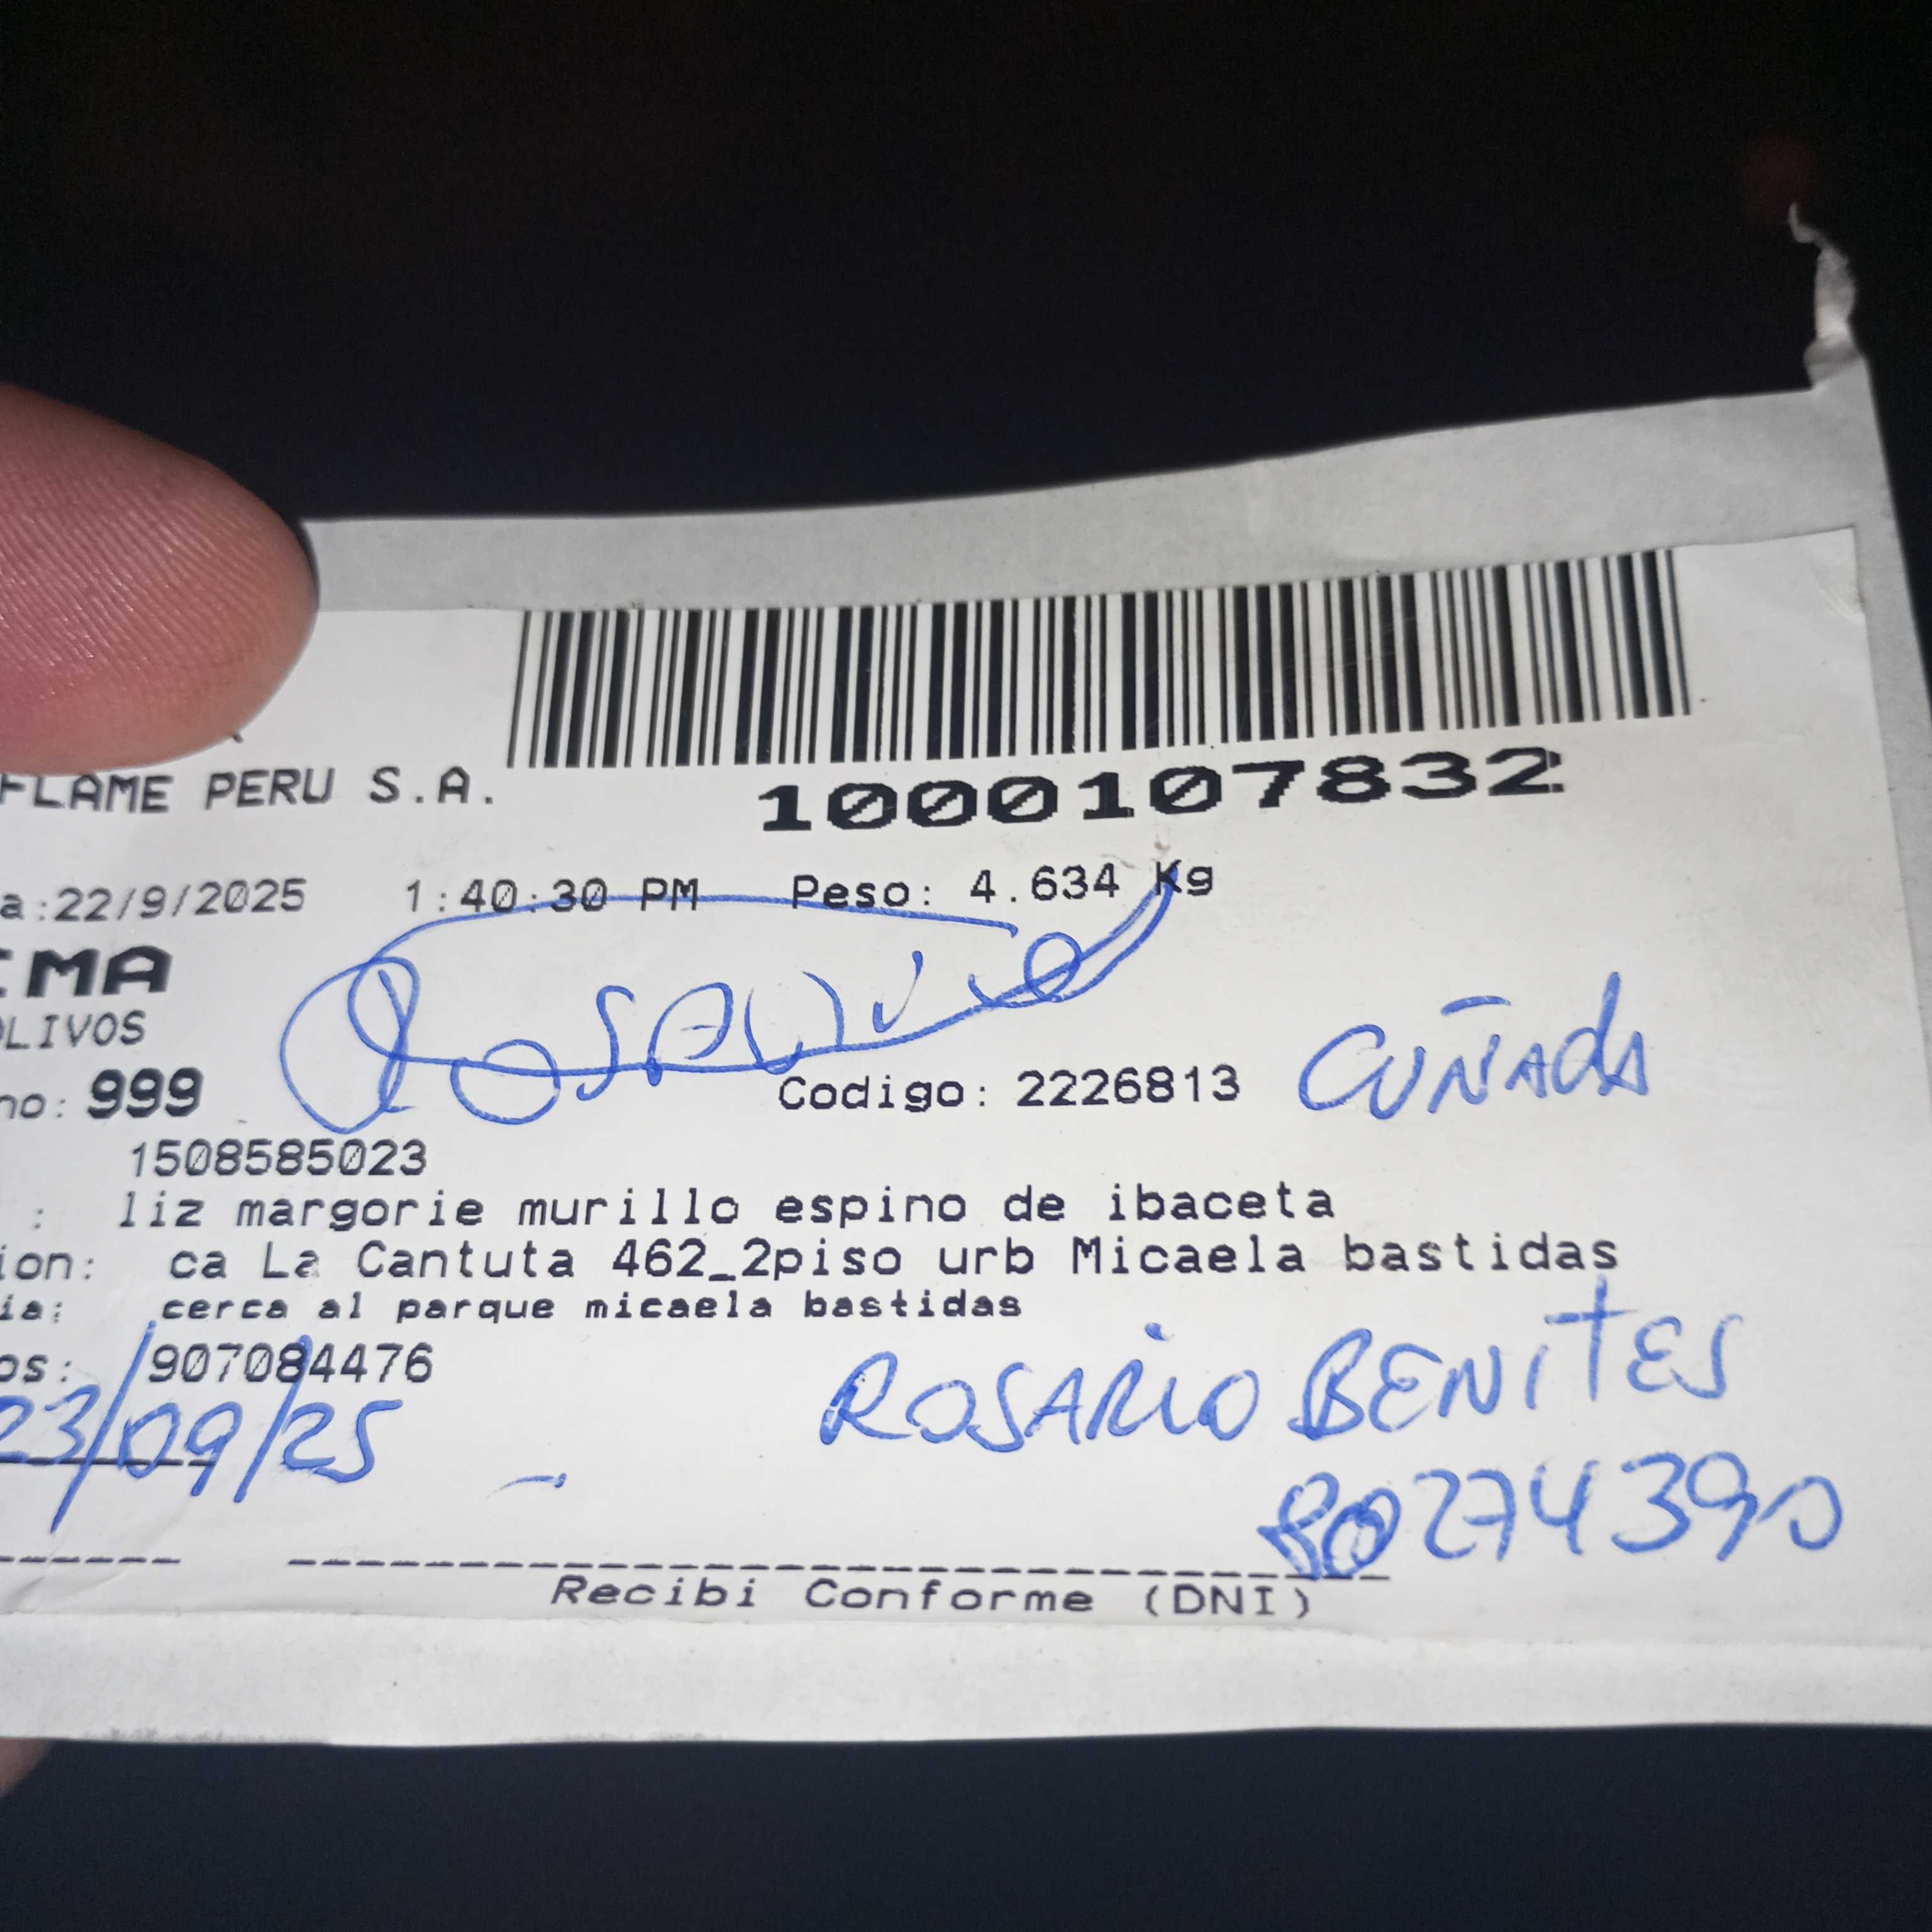 FLAME PERU S.A.
1000107832
a:22/9/2025 1:40:30 PM Peso: 4.634 Kg
IMA
OLIVOS
no: 999 Codigo: 2226813 CUÑADA
1508585023
: liz margorie murillo espino de ibaceta
ion: ca La Cantuta 462_2piso urb Micaela bastidas
ia: cerca al parque micaela bastidas
os: 907084476
23/09/25 ROSARIO BENITES
80274390
Recibi Conforme (DNI)